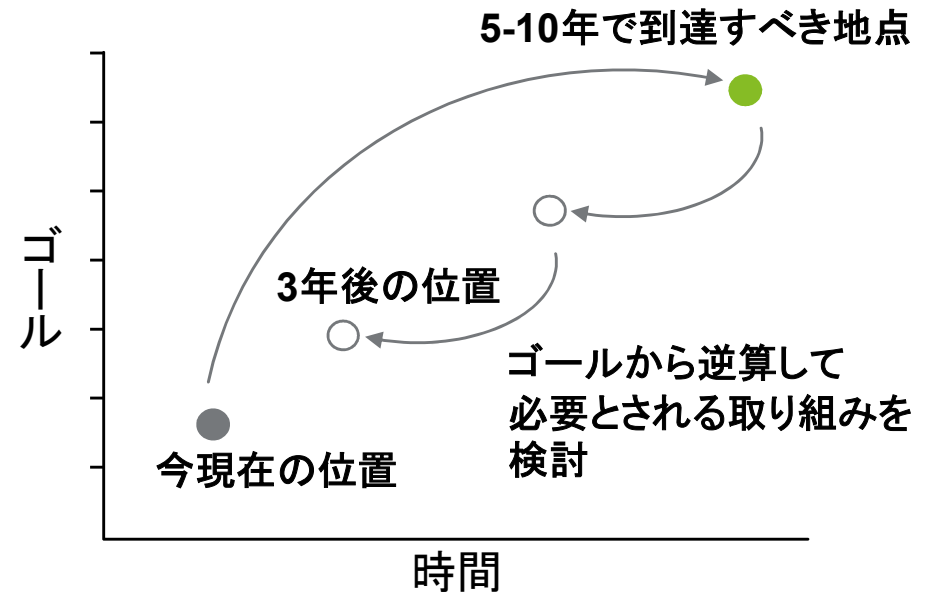 5-10年で到達すべき地点
ゴール
3年後の位置
ゴールから逆算して
必要とされる取り組みを
検討
今現在の位置
時間